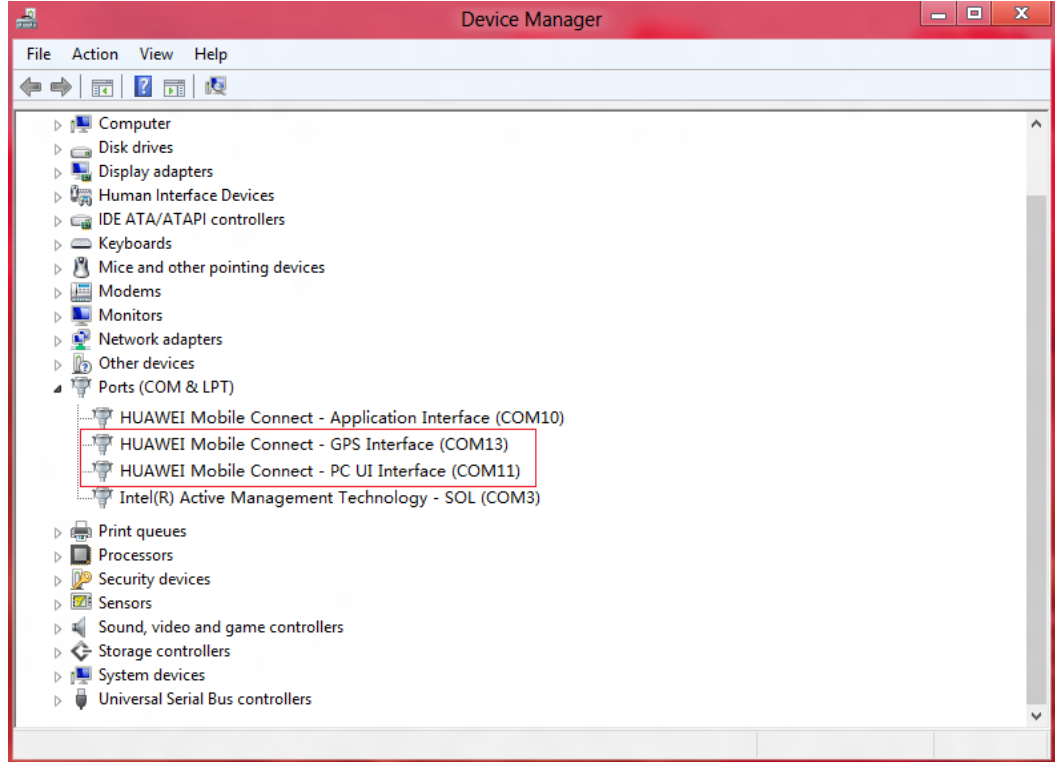 Device Manager
File Action View Help
Computer
Disk drives
Display adapters
Human Interface Devices
IDE ATA/ATAPI controllers
Keyboards
Mice and other pointing devices
Modems
Monitors
Network adapters
Other devices
Ports (COM & LPT)
HUAWEI Mobile Connect - Application Interface (COM10)
HUAWEI Mobile Connect - GPS Interface (COM13)
HUAWEI Mobile Connect - PC UI Interface (COM11)
Intel(R) Active Management Technology - SOL (COM3)
Print queues
Processors
Security devices
Sensors
Sound, video and game controllers
Storage controllers
System devices
Universal Serial Bus controllers